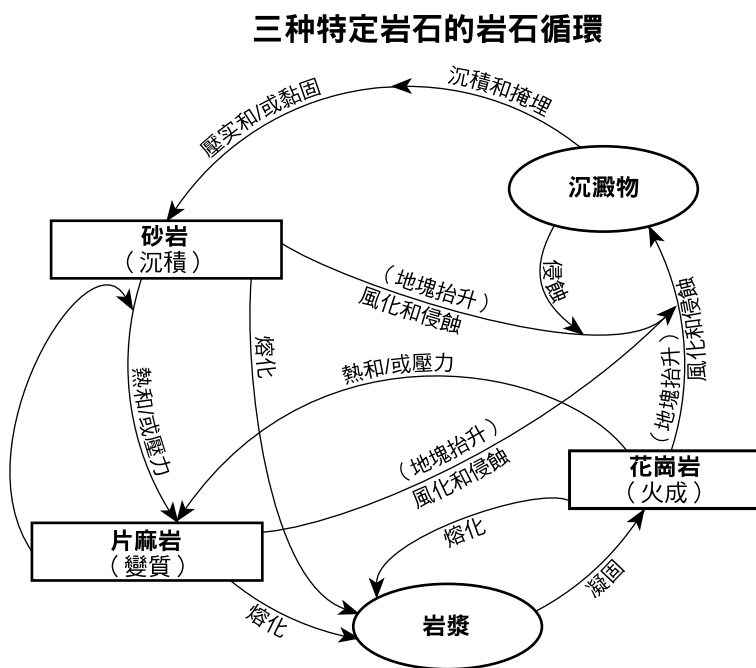 三种特定岩石的岩石循環
沉積和掩埋
壓实和/或黏固
沉澱物
砂岩
（沉積）
（地塊抬升）
風化和侵蝕
侵蝕
（地塊抬升）
風化和侵蝕
熔化
熱和/或壓力
熱和/或壓力
（地塊抬升）
風化和侵蝕
花崗岩
（火成）
片麻岩
（變質）
熔化
熔化
凝固
岩漿